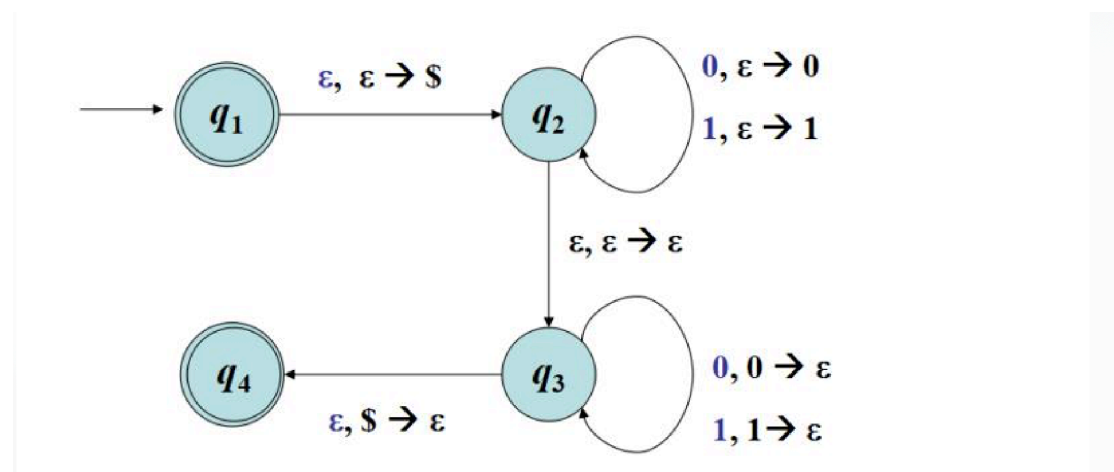 ε, ε → $
q1
q2
0, ε → 0
1, ε → 1
ε, ε → ε
q4
q3
0, 0 → ε
1, 1→ ε
ε, $ → ε